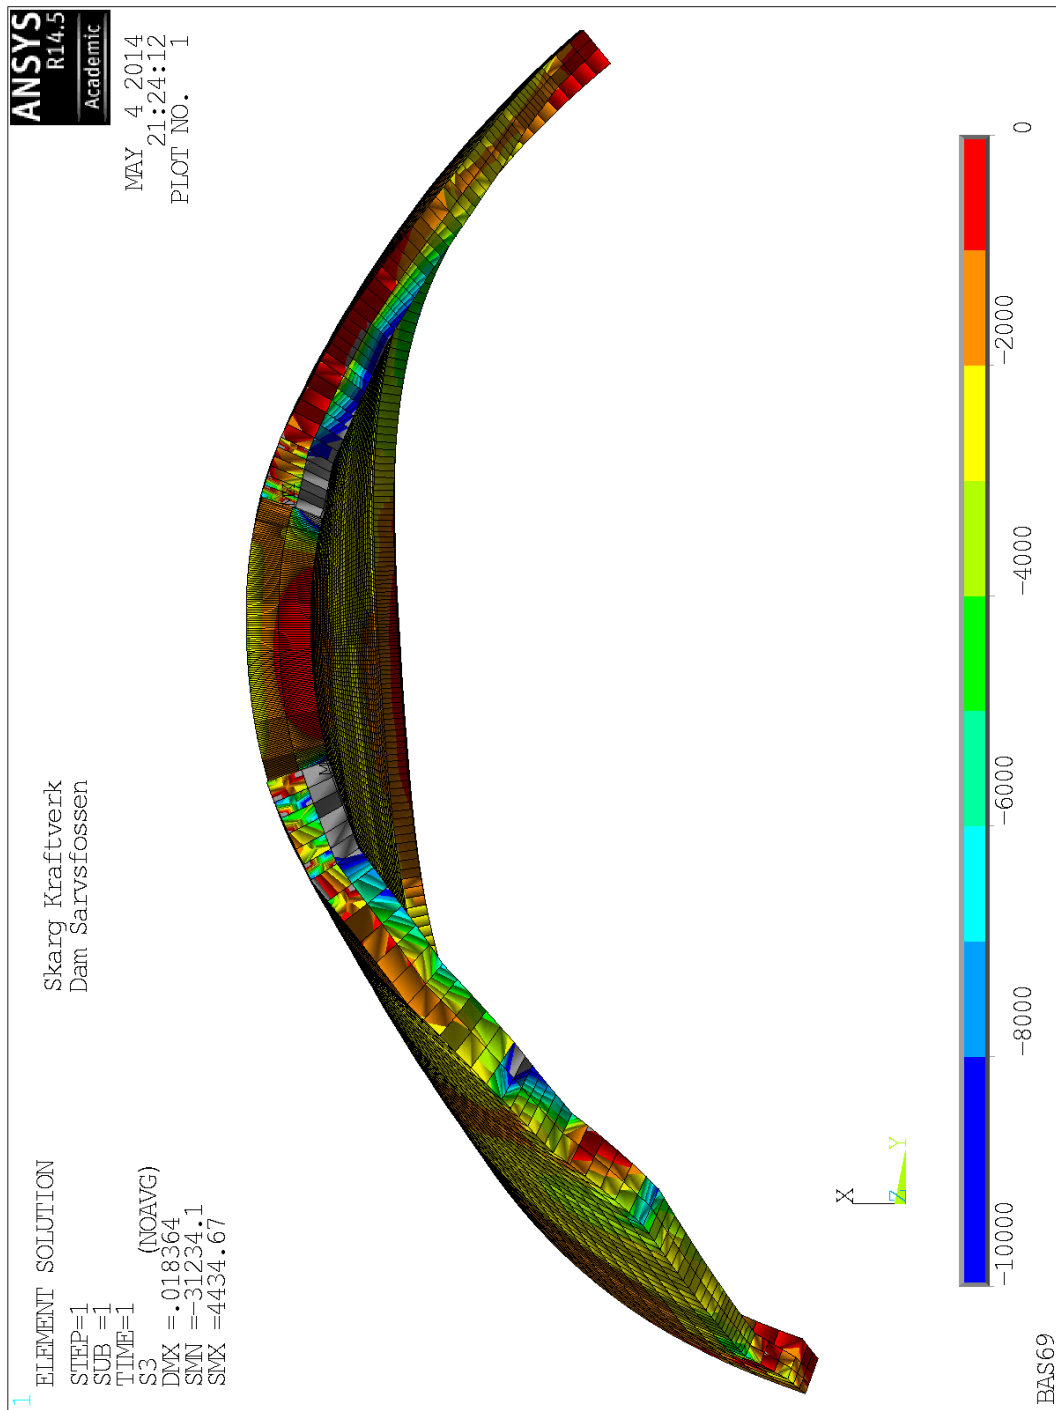 1
ELEMENT SOLUTION
STEP=1
SUB =1
TIME=1
S3 (NOAVG)
DMX =.018364
SMN =-31234.1
SMX =4434.67
Skarg Kraftverk
Dam Sarvsfossen
ANSYS
R14.5
Academic
MAY 4 2014
21:24:12
PLOT NO. 1
X
Y
Z
-10000
-8000
-6000
-4000
-2000
0
BAS69